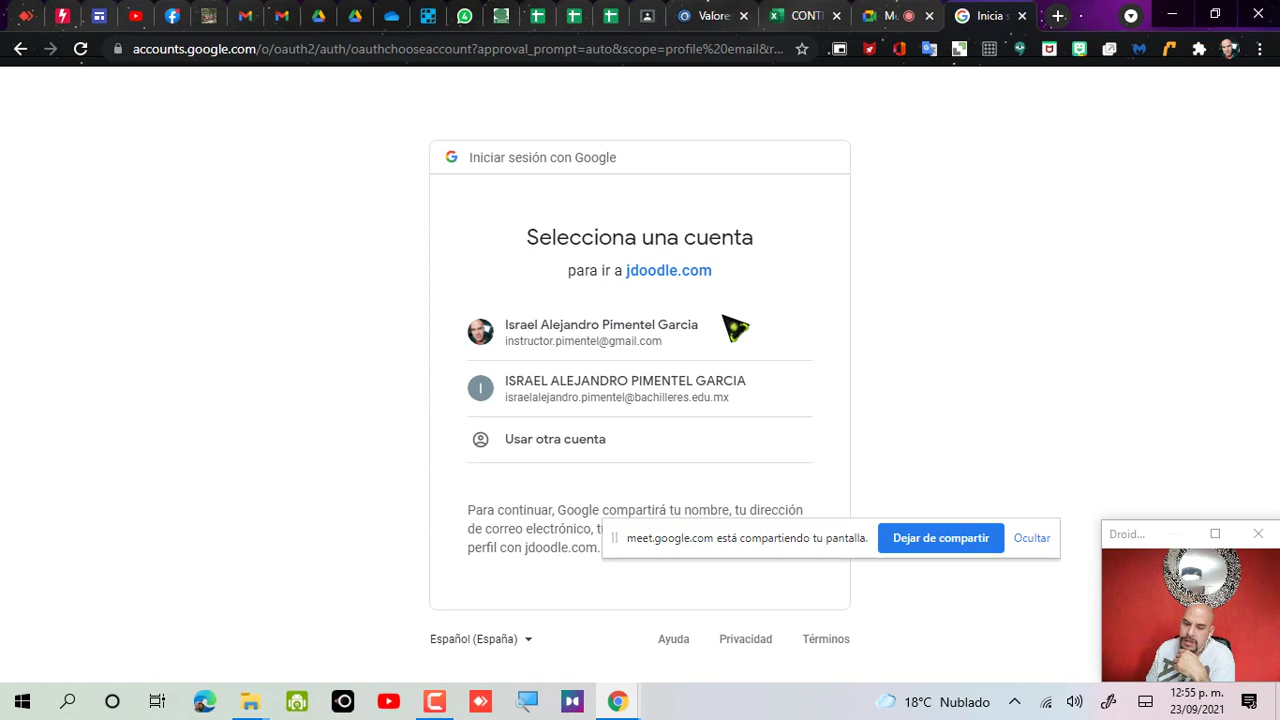 Valore
CONT
Me
Inicia
accounts.google.com/o/oauth2/auth/oauthchooseaccount?approval_prompt=auto&scope=profile%20email&r...
Iniciar sesión con Google
Selecciona una cuenta
para ir a jdoodle.com
Israel Alejandro Pimentel Garcia
instructor.pimentel@gmail.com
I
ISRAEL ALEJANDRO PIMENTEL GARCIA
israelalejandro.pimentel@bachilleres.edu.mx
Usar otra cuenta
Para continuar, Google compartirá tu nombre, tu dirección
de correo electrónico, t
perfil con jdoodle.com.
meet.google.com está compartiendo tu pantalla.
Dejar de compartir
Ocultar
Droid...
Español (España)
Ayuda
Privacidad
Términos
18°C Nublado
12:55 p. m.
23/09/2021